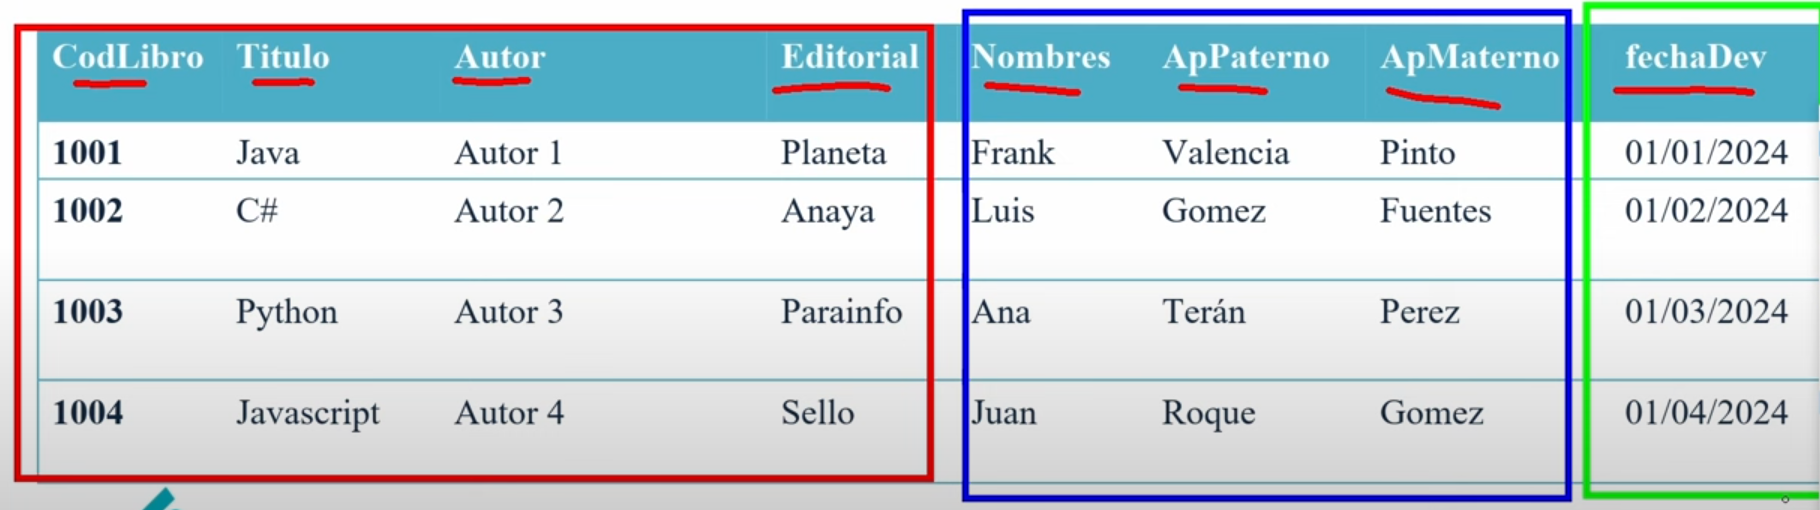 CodLibro Titulo Autor Editorial Nombres ApPaterno ApMaterno fechaDev
1001 Java Autor 1 Planeta Frank Valencia Pinto 01/01/2024
1002 C# Autor 2 Anaya Luis Gomez Fuentes 01/02/2024
1003 Python Autor 3 Parainfo Ana Terán Perez 01/03/2024
1004 Javascript Autor 4 Sello Juan Roque Gomez 01/04/2024